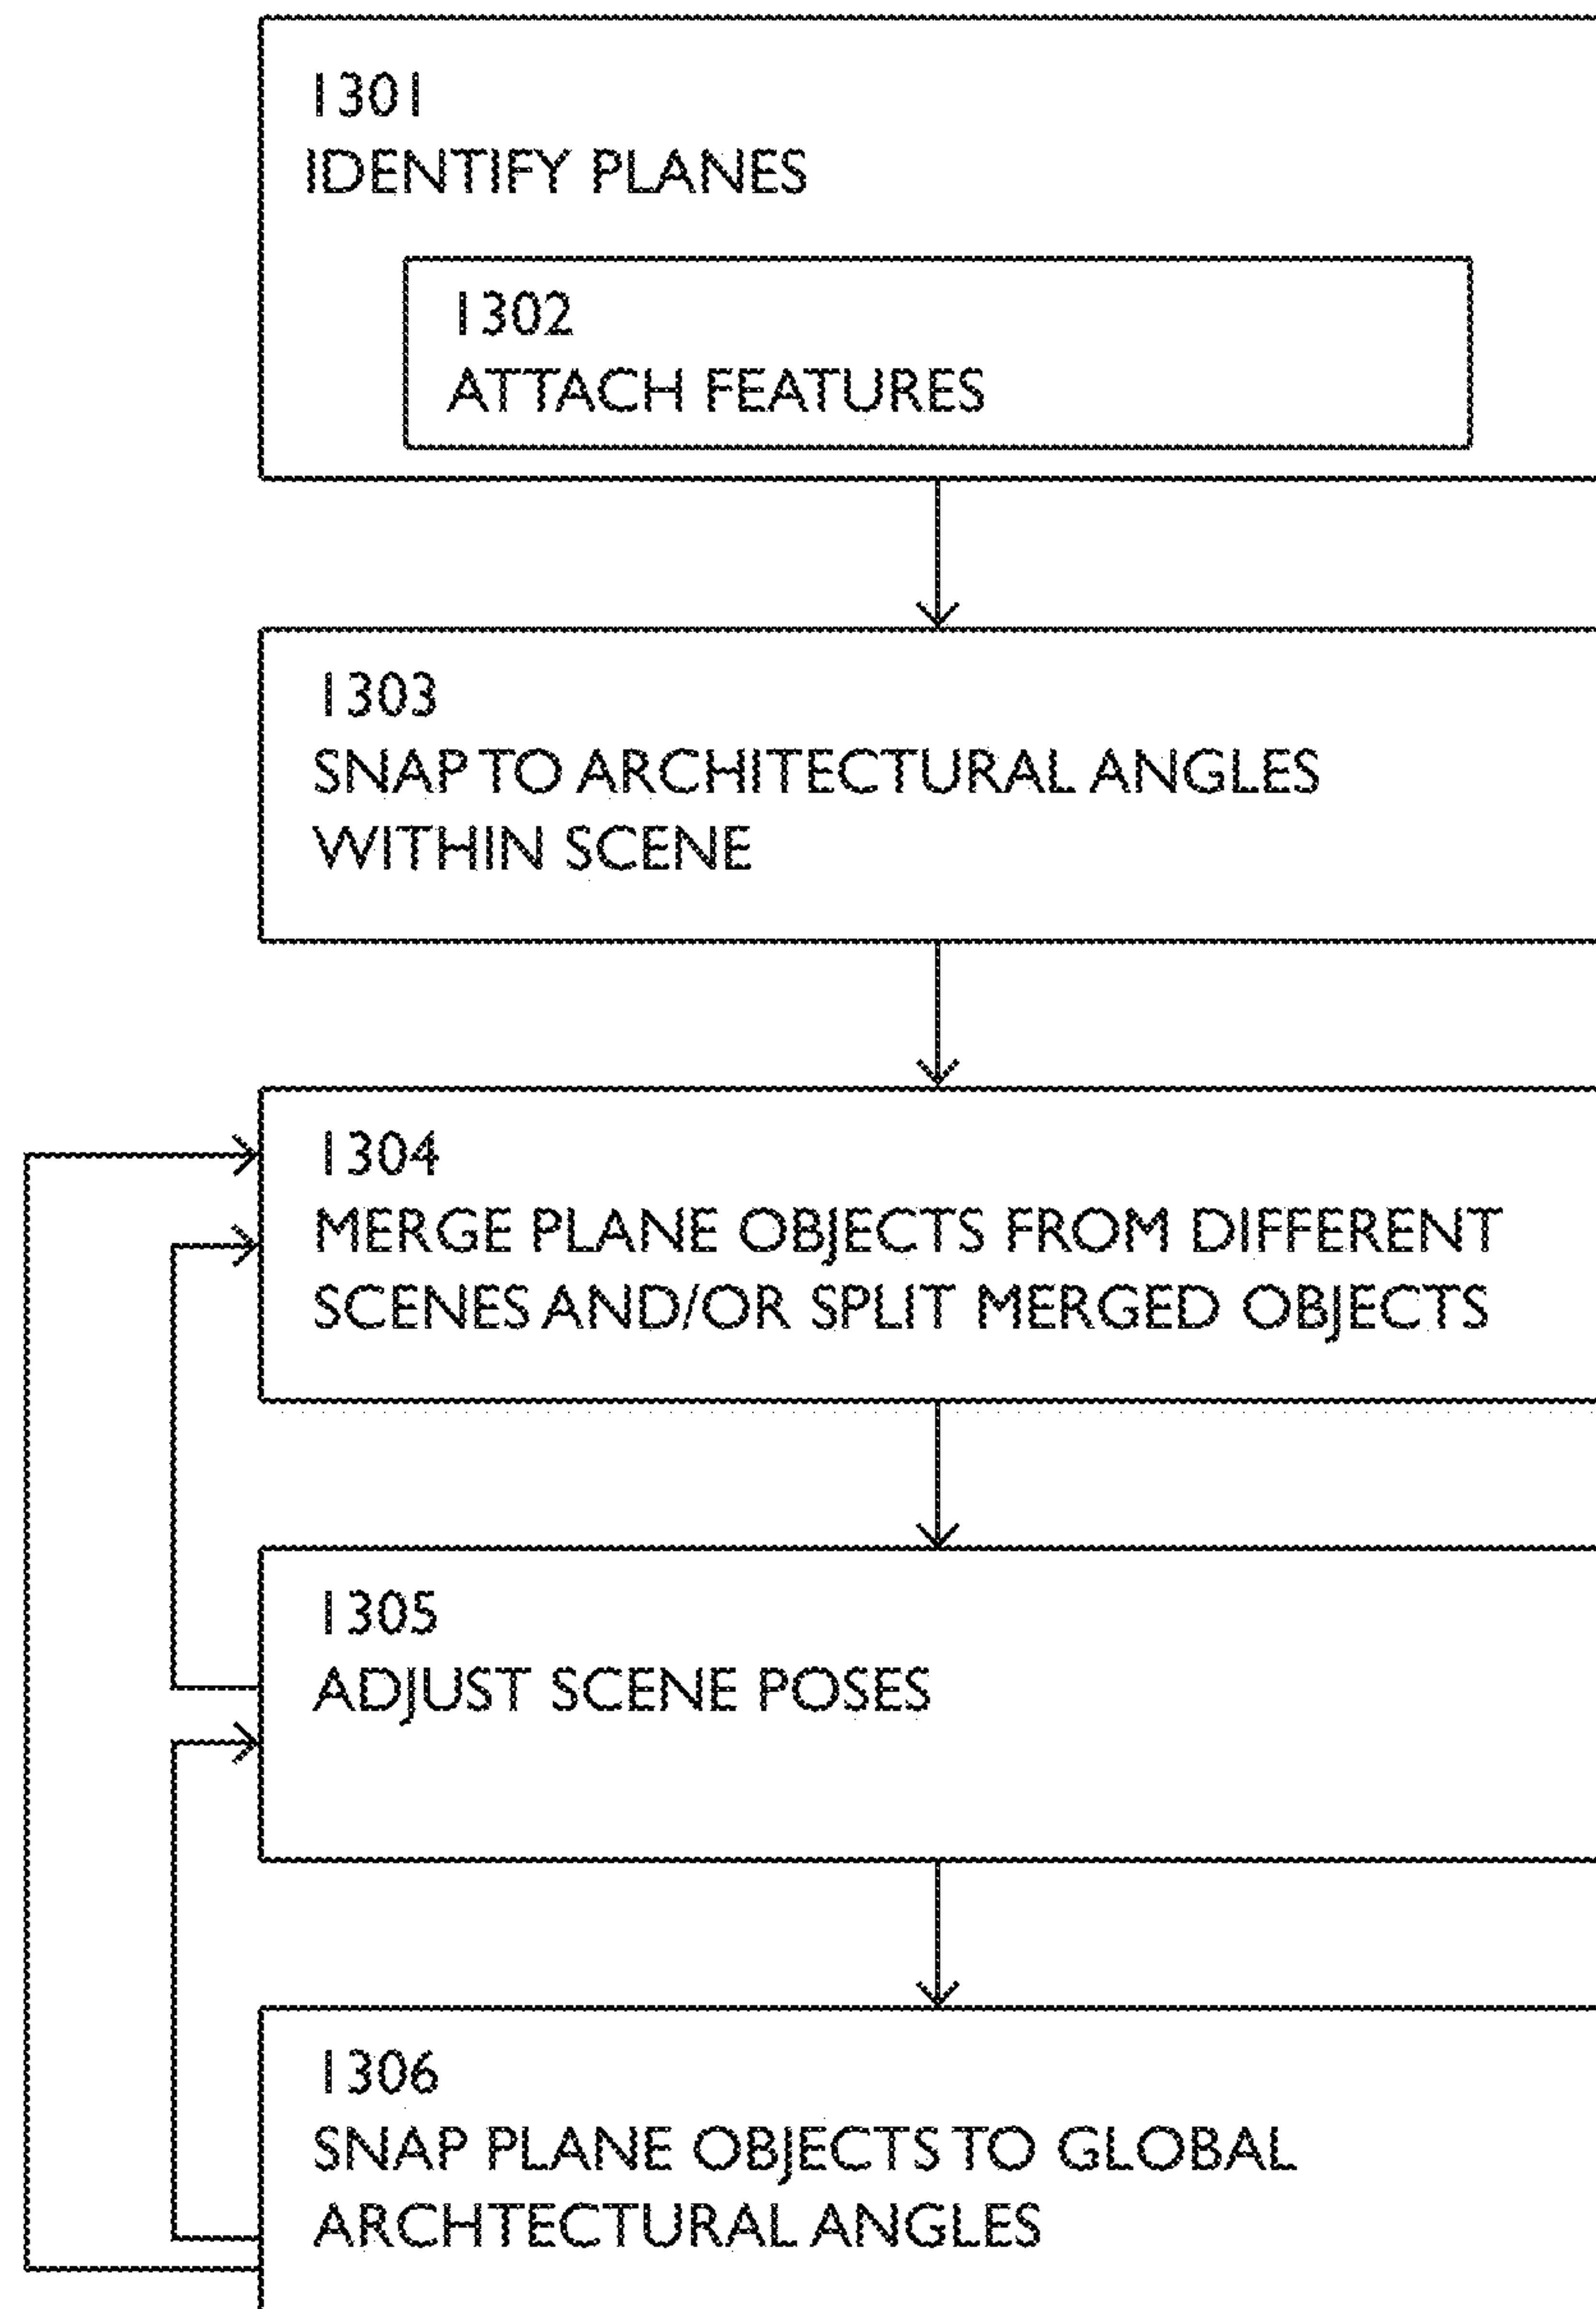 1301
IDENTIFY PLANES
1302
ATTACH FEATURES
1303
SNAP TO ARCHITECTURAL ANGLES
WITHIN SCENE
1304
MERGE PLANE OBJECTS FROM DIFFERENT
SCENES AND/OR SPLIT MERGED OBJECTS
1305
ADJUST SCENE POSES
1306
SNAP PLANE OBJECTS TO GLOBAL
ARCHTECTURAL ANGLES